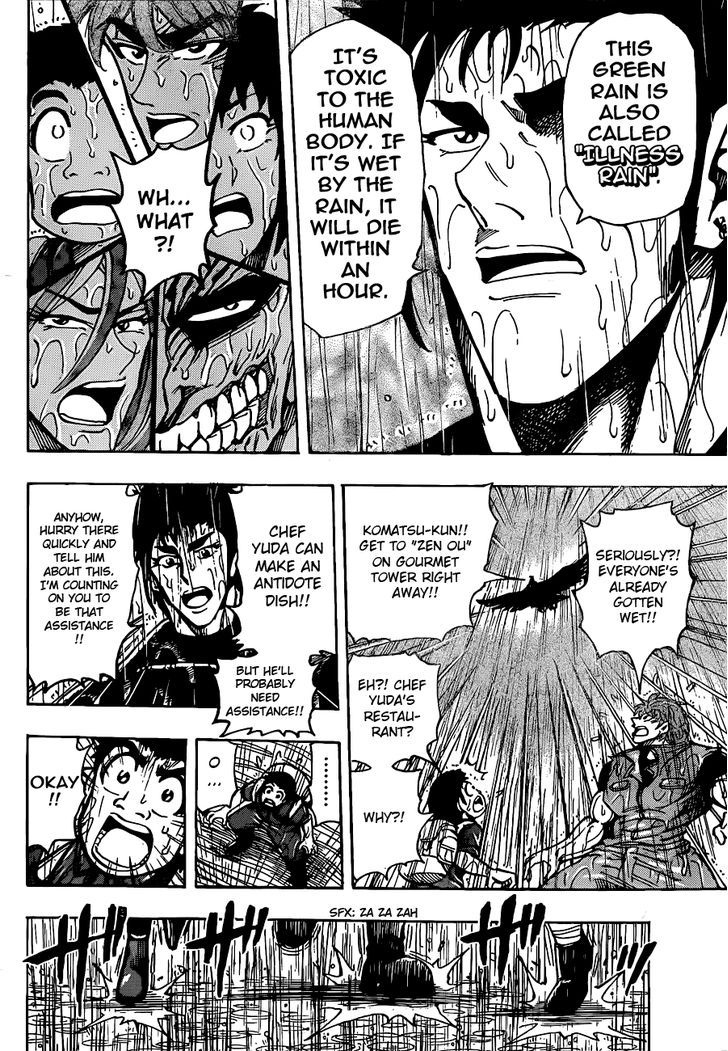 THIS
GREEN
RAIN IS
ALSO
CALLED
"ILLNESS
RAIN".
IT'S
TOXIC
TO THE
HUMAN
BODY. IF
IT'S WET
BY THE
RAIN, IT
WILL DIE
WITHIN
AN
HOUR.
WH...
WHAT
?!
SERIOUSLY?!
EVERYONE'S
ALREADY
GOTTEN
WET!!
KOMATSU-KUN!!
GET TO "ZEN OU"
ON GOURMET
TOWER RIGHT
AWAY!!
EH?! CHEF
YUDA'S
RESTAU-
RANT?
WHY?!
CHEF
YUDA CAN
MAKE AN
ANTIDOTE
DISH!!
BUT HE'LL
PROBABLY
NEED
ASSISTANCE!!
ANYHOW,
HURRY THERE
QUICKLY AND
TELL HIM
ABOUT THIS.
I'M COUNTING
ON YOU TO
BE THAT
ASSISTANCE
!!
OKAY
!!
SFX: ZA ZA ZAH